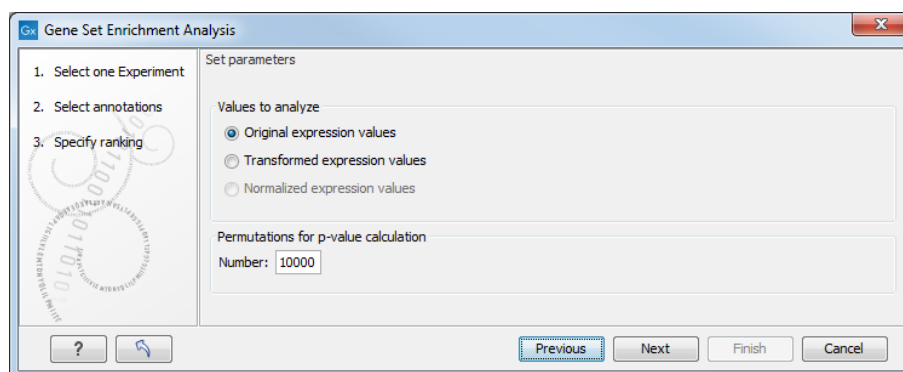 Gx Gene Set Enrichment Analysis
1. Select one Experiment
2. Select annotations
3. Specify ranking
Set parameters
Values to analyze
Original expression values
Transformed expression values
Normalized expression values
Permutations for p-value calculation
Number: 10000
? Previous Next Finish Cancel